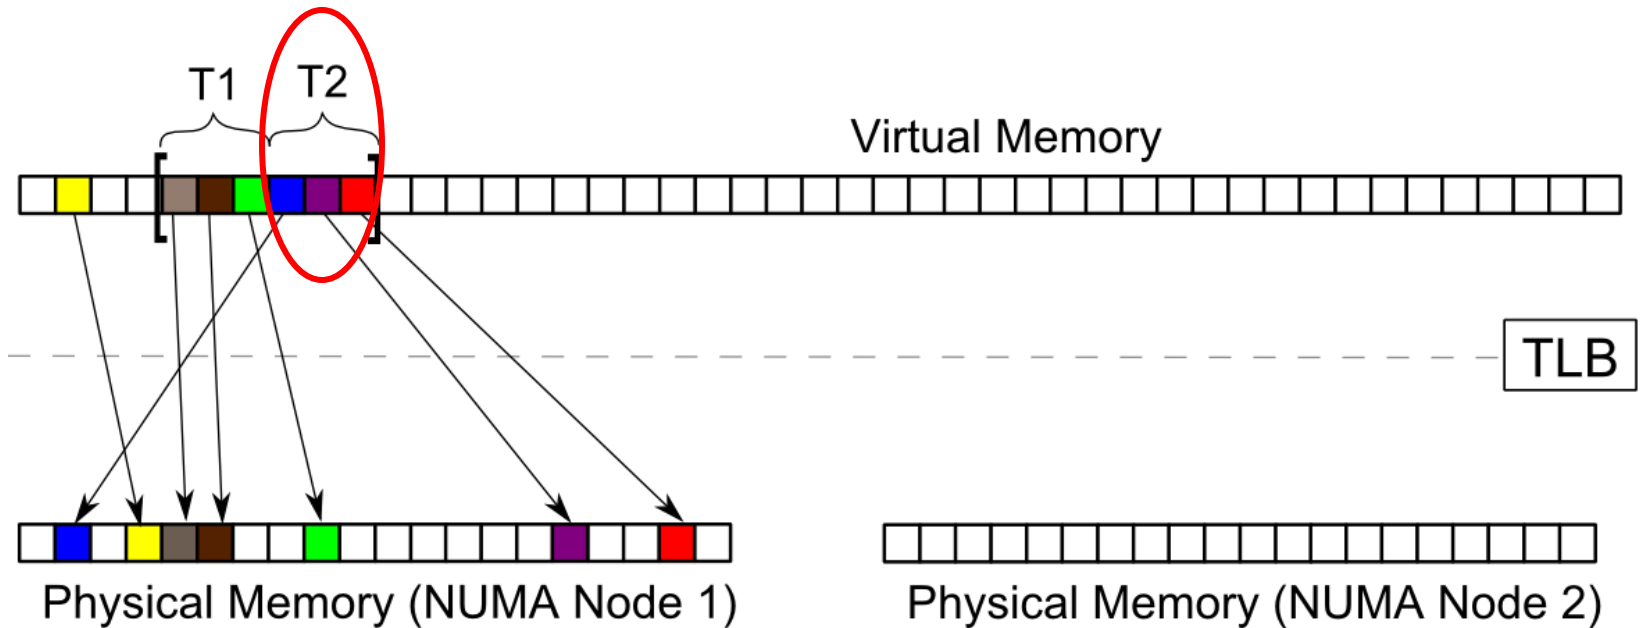 T1 T2
Virtual Memory
TLB
Physical Memory (NUMA Node 1)
Physical Memory (NUMA Node 2)